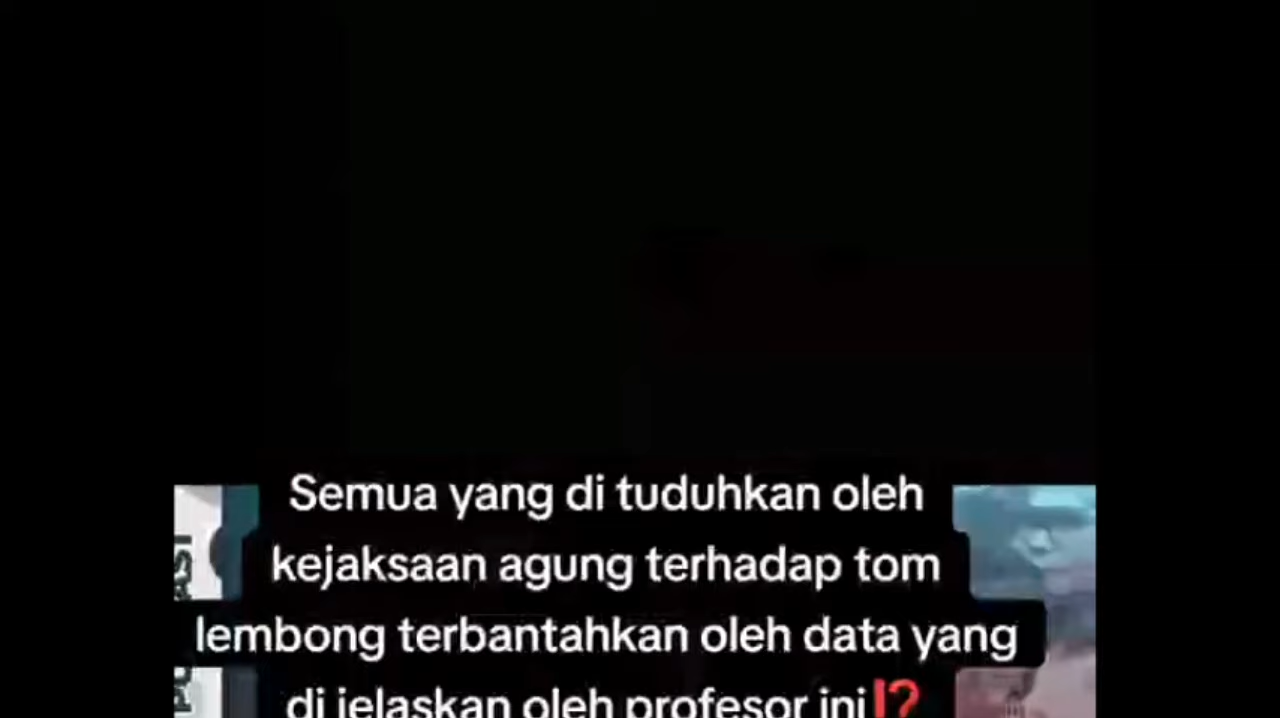 Semua yang di tuduhkan oleh
kejaksaan agung terhadap tom
lembong terbantahkan oleh data yang
di jelaskan oleh profesor ini⁉️